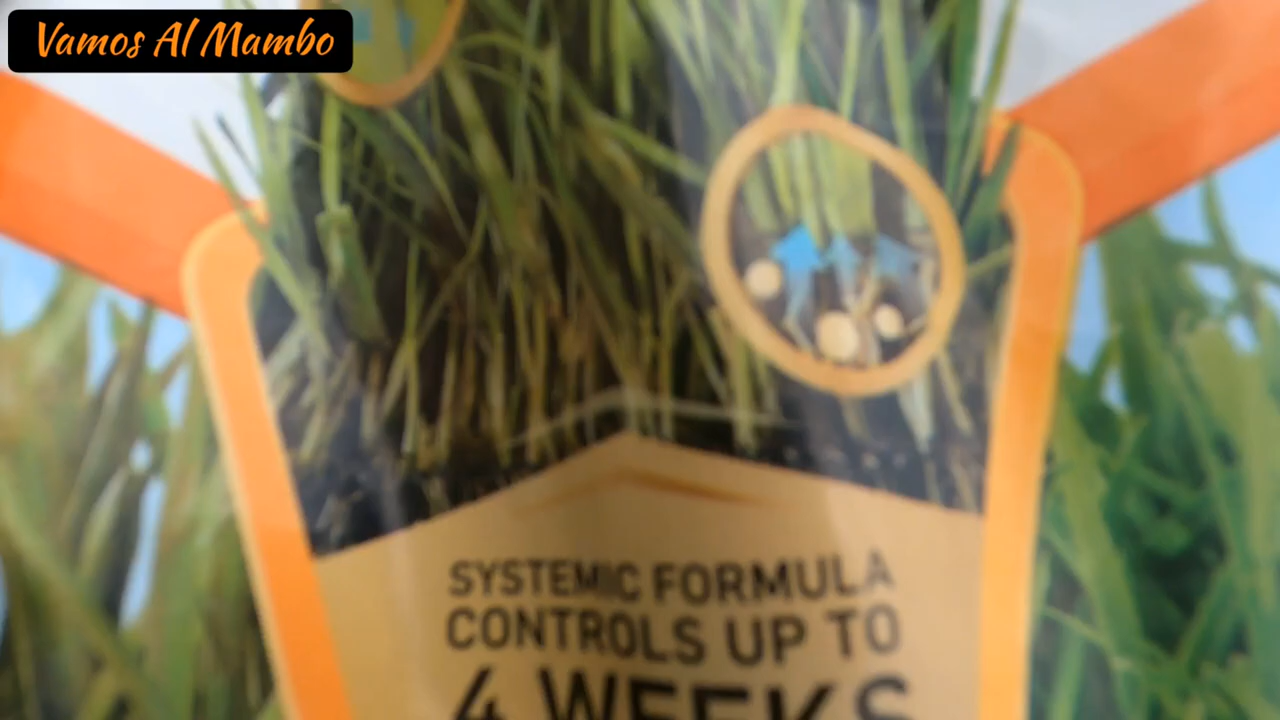 Vamos Al Mambo
SYSTEMIC FORMULA
CONTROLS UP TO
4 WEEKS